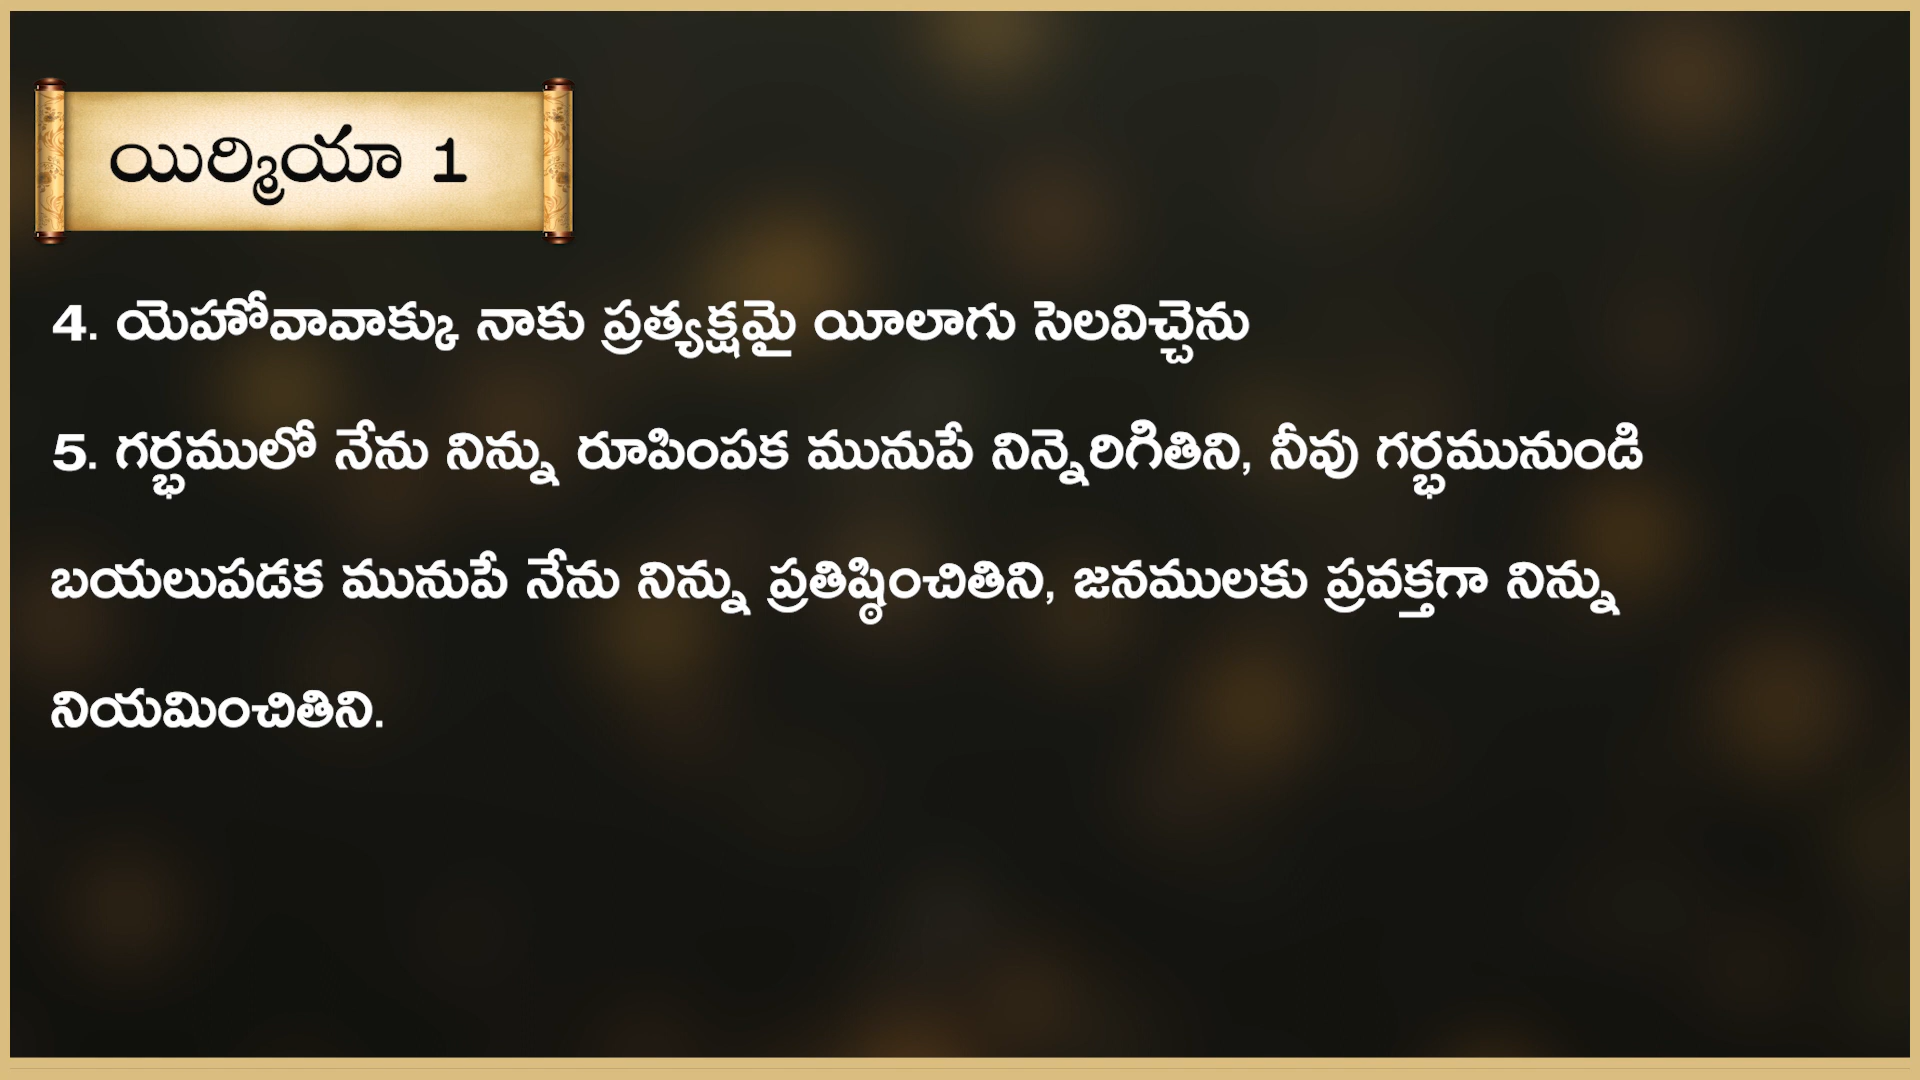 యిర్మియా 1
4. యెహోవావాక్కు నాకు ప్రత్యక్షమై యీలాగు సెలవిచ్చెను
5. గర్భములో నేను నిన్ను రూపింపక మునుపే నిన్నెరిగితిని, నీవు గర్భమునుండి
బయలుపడక మునుపే నేను నిన్ను ప్రతిష్ఠించితిని, జనములకు ప్రవక్తగా నిన్ను
నియమించితిని.